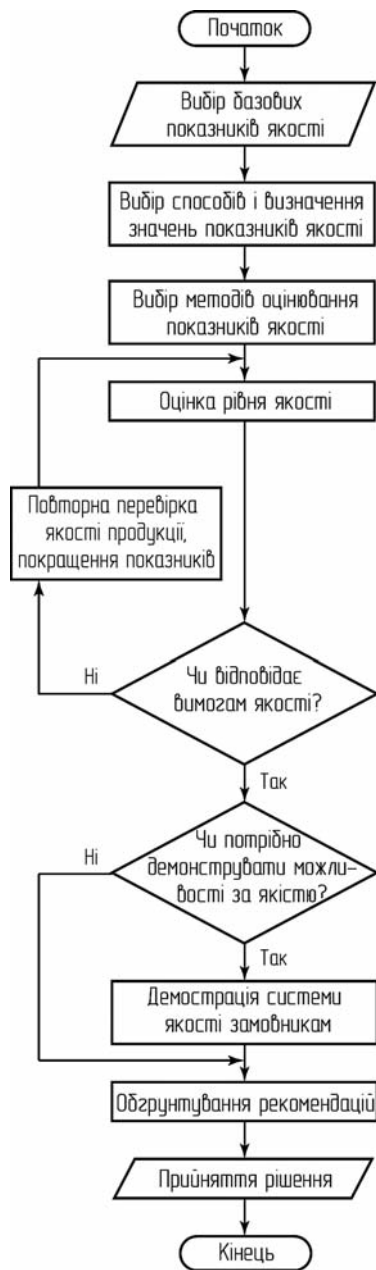 Початок
Вибір базових
показників якості
Вибір способів і визначення
значень показників якості
Вибір методів оцінювання
показників якості
Оцінка рівня якості
Повторна перевірка
якості продукції,
покращення показників
Ні
Чи відповідає
вимогам якості?
Так
Ні
Чи потрібно
демонструвати можли-
вості за якістю?
Так
Демострація системи
якості замовникам
Обгрунтування рекомендацій
Прийняття рішення
Кінець